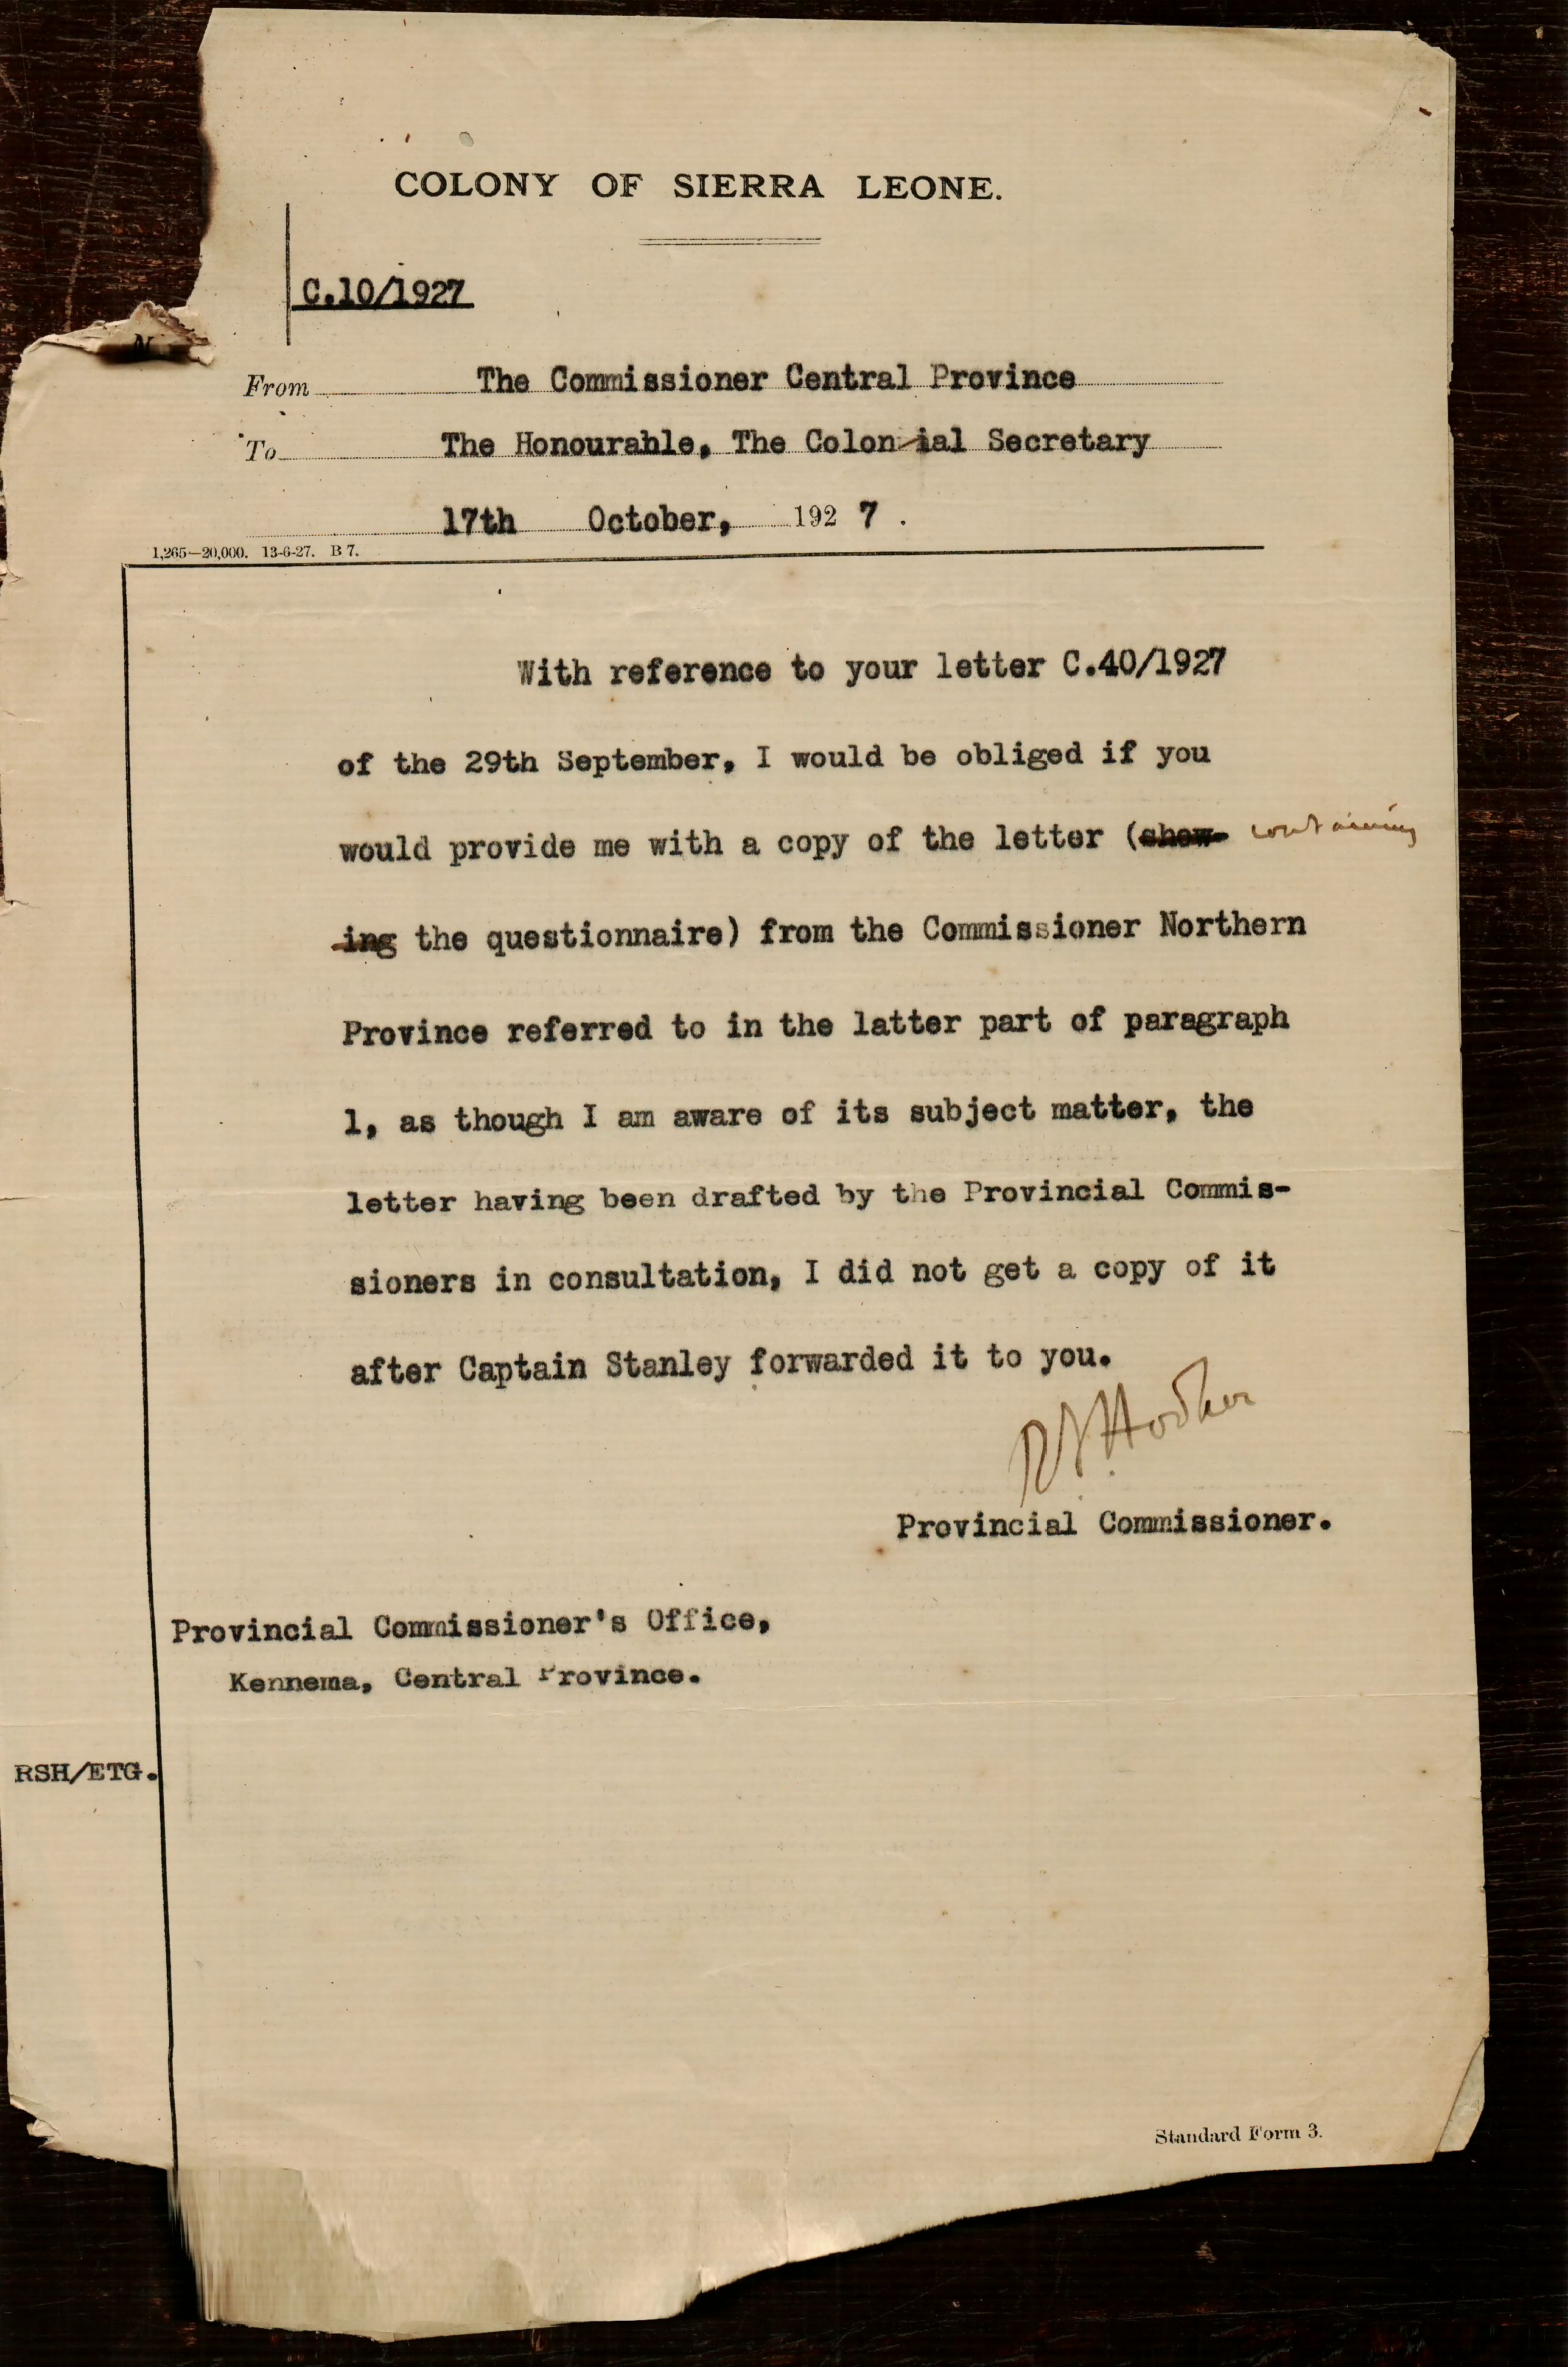 COLONY OF SIERRA LEONE.
C.10/1927
From The Commissioner Central Province
To The Honourable, The Colonial Secretary
17th October, 1927.
1,265—20,000. 13-6-27. B 7.
With reference to your letter C.40/1927
of the 29th September, I would be obliged if you
would provide me with a copy of the letter (show- containing
ing the questionnaire) from the Commissioner Northern
Province referred to in the latter part of paragraph
1, as though I am aware of its subject matter, the
letter having been drafted by the Provincial Commis-
sioners in consultation, I did not get a copy of it
after Captain Stanley forwarded it to you.
Provincial Commissioner.
Provincial Commissioner's Office,
Kennema, Central Province.
RSH/ETG.
Standard Form 3.